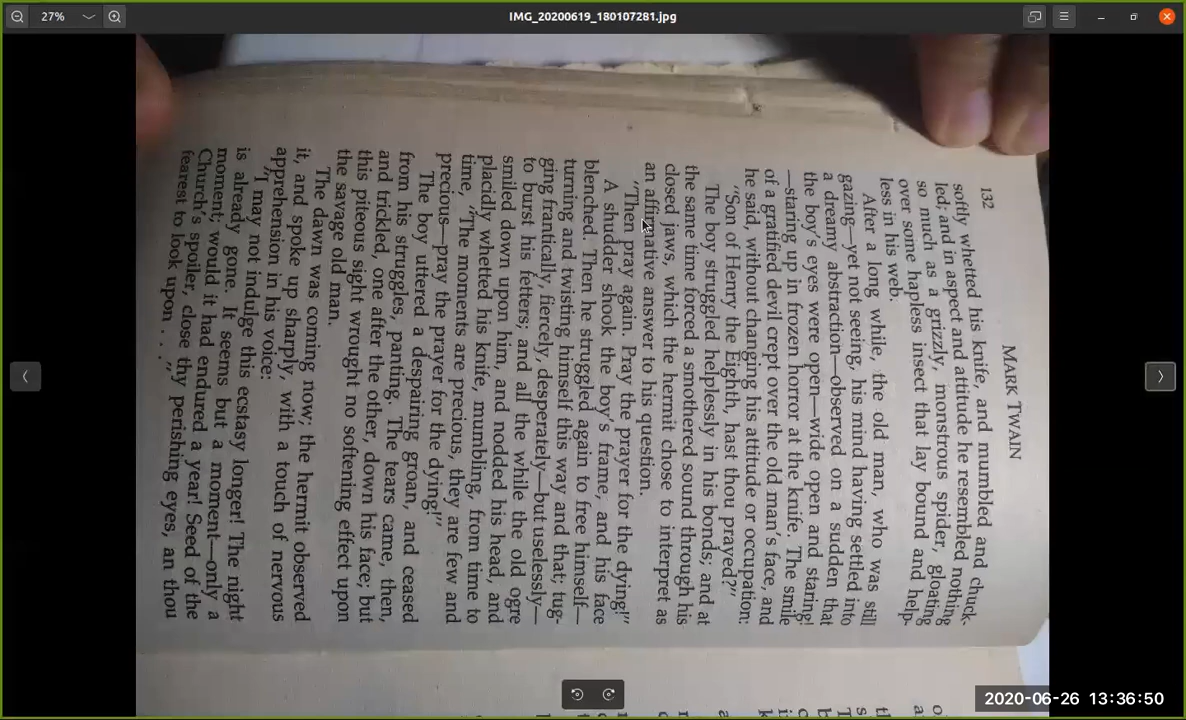 27%
IMG_20200619_180107281.jpg
132
MARK TWAIN
softly whetted his knife, and mumbled and chuck-
led; and in aspect and attitude he resembled nothing
so much as a grizzly, monstrous spider, gloating
over some hapless insect that lay bound and help-
less in his web.
After a long while, the old man, who was still
gazing—yet not seeing, his mind having settled into
a dreamy abstraction—observed on a sudden that
the boy's eyes were open—wide open and staring!
—staring up in frozen horror at the knife. The smile
of a gratified devil crept over the old man's face, and
he said, without changing his attitude or occupation:
"Son of Henry the Eighth, hast thou prayed?"
The boy struggled helplessly in his bonds; and at
the same time forced a smothered sound through his
closed jaws, which the hermit chose to interpret as
an affirmative answer to his question.
"Then pray again. Pray the prayer for the dying!"
A shudder shook the boy's frame, and his face
blenched. Then he struggled again to free himself—
turning and twisting himself this way and that; tug-
ging frantically, fiercely, desperately—but uselessly—
to burst his fetters; and all the while the old ogre
smiled down upon him, and nodded his head, and
placidly whetted his knife, mumbling, from time to
time, "The moments are precious, they are few and
precious—pray the prayer for the dying!"
The boy uttered a despairing groan, and ceased
from his struggles, panting. The tears came, then,
and trickled, one after the other, down his face; but
this piteous sight wrought no softening effect upon
the savage old man.
The dawn was coming now; the hermit observed
it, and spoke up sharply, with a touch of nervous
apprehension in his voice:
"I may not indulge this ecstasy longer! The night
is already gone. It seems but a moment—only a
moment; would it had endured a year! Seed of the
Church's spoiler, close thy perishing eyes, an thou
fearest to look upon . . ."
2020-06-26 13:36:50